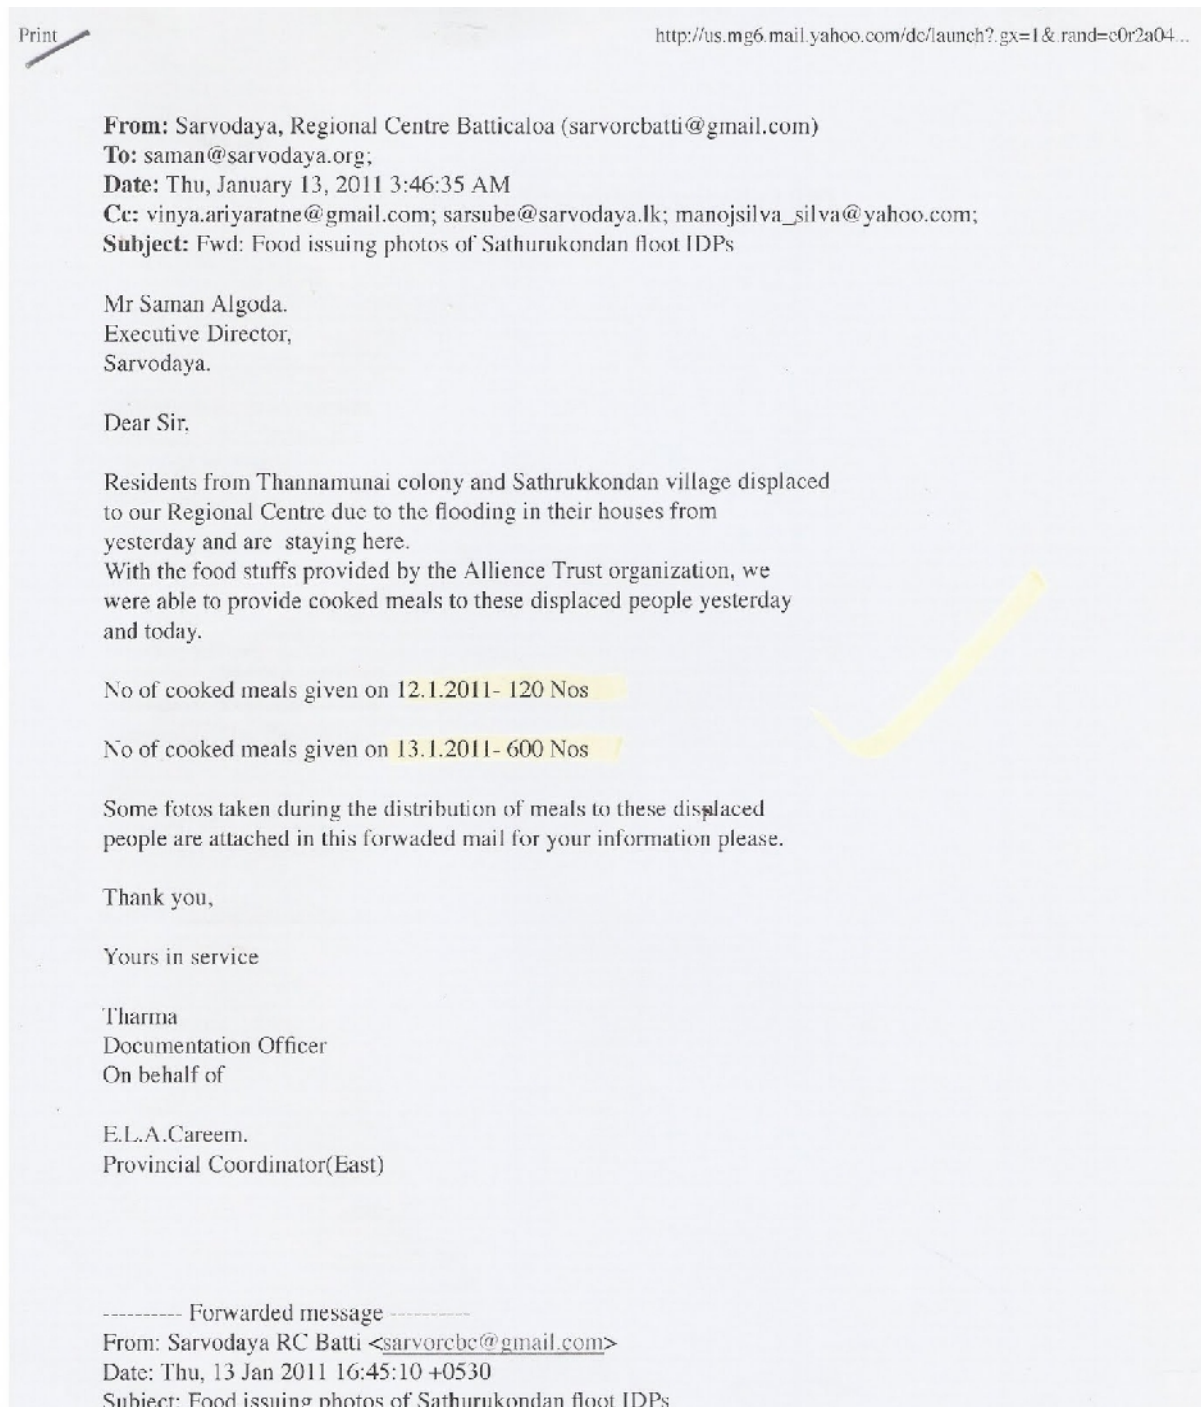 Print
http://us.mg6.mail.yahoo.com/dc/launch?.gx=1&.rand=c0r2a04...
From: Sarvodaya, Regional Centre Batticaloa (sarvorcbatti@gmail.com)
To: saman@sarvodaya.org;
Date: Thu, January 13, 2011 3:46:35 AM
Cc: vinya.ariyaratne@gmail.com; sarsube@sarvodaya.lk; manojsilva_silva@yahoo.com;
Subject: Fwd: Food issuing photos of Sathurukondan floot IDPs
Mr Saman Algoda.
Executive Director,
Sarvodaya.
Dear Sir,
Residents from Thannamunai colony and Sathrukkondan village displaced
to our Regional Centre due to the flooding in their houses from
yesterday and are staying here.
With the food stuffs provided by the Allience Trust organization, we
were able to provide cooked meals to these displaced people yesterday
and today.
No of cooked meals given on 12.1.2011- 120 Nos
No of cooked meals given on 13.1.2011- 600 Nos
Some fotos taken during the distribution of meals to these displaced
people are attached in this forwaded mail for your information please.
Thank you,
Yours in service
Tharma
Documentation Officer
On behalf of
E.L.A.Careem.
Provincial Coordinator(East)
---------- Forwarded message ----------
From: Sarvodaya RC Batti <sarvorcbc@gmail.com>
Date: Thu, 13 Jan 2011 16:45:10 +0530
Subject: Food issuing photos of Sathurukondan floot IDPs